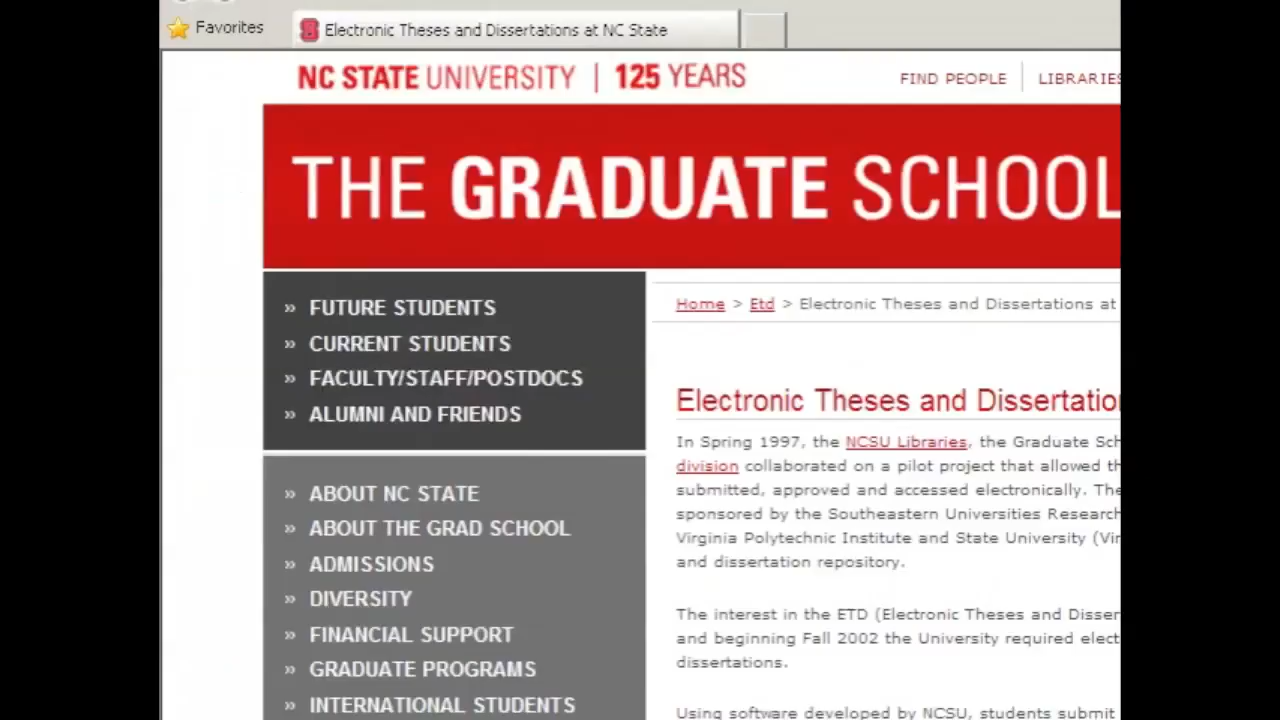 Favorites
Electronic Theses and Dissertations at NC State
NC STATE UNIVERSITY | 125 YEARS
FIND PEOPLE
LIBRARIES
THE GRADUATE SCHOOL
» FUTURE STUDENTS
» CURRENT STUDENTS
» FACULTY/STAFF/POSTDOCS
» ALUMNI AND FRIENDS
» ABOUT NC STATE
» ABOUT THE GRAD SCHOOL
» ADMISSIONS
» DIVERSITY
» FINANCIAL SUPPORT
» GRADUATE PROGRAMS
» INTERNATIONAL STUDENTS
Home > Etd > Electronic Theses and Dissertations at
Electronic Theses and Dissertatio
In Spring 1997, the NCSU Libraries, the Graduate Sch
division collaborated on a pilot project that allowed th
submitted, approved and accessed electronically. The
sponsored by the Southeastern Universities Research
Virginia Polytechnic Institute and State University (Vir
and dissertation repository.
The interest in the ETD (Electronic Theses and Disser
and beginning Fall 2002 the University required elect
dissertations.
Using software developed by NCSU, students submit